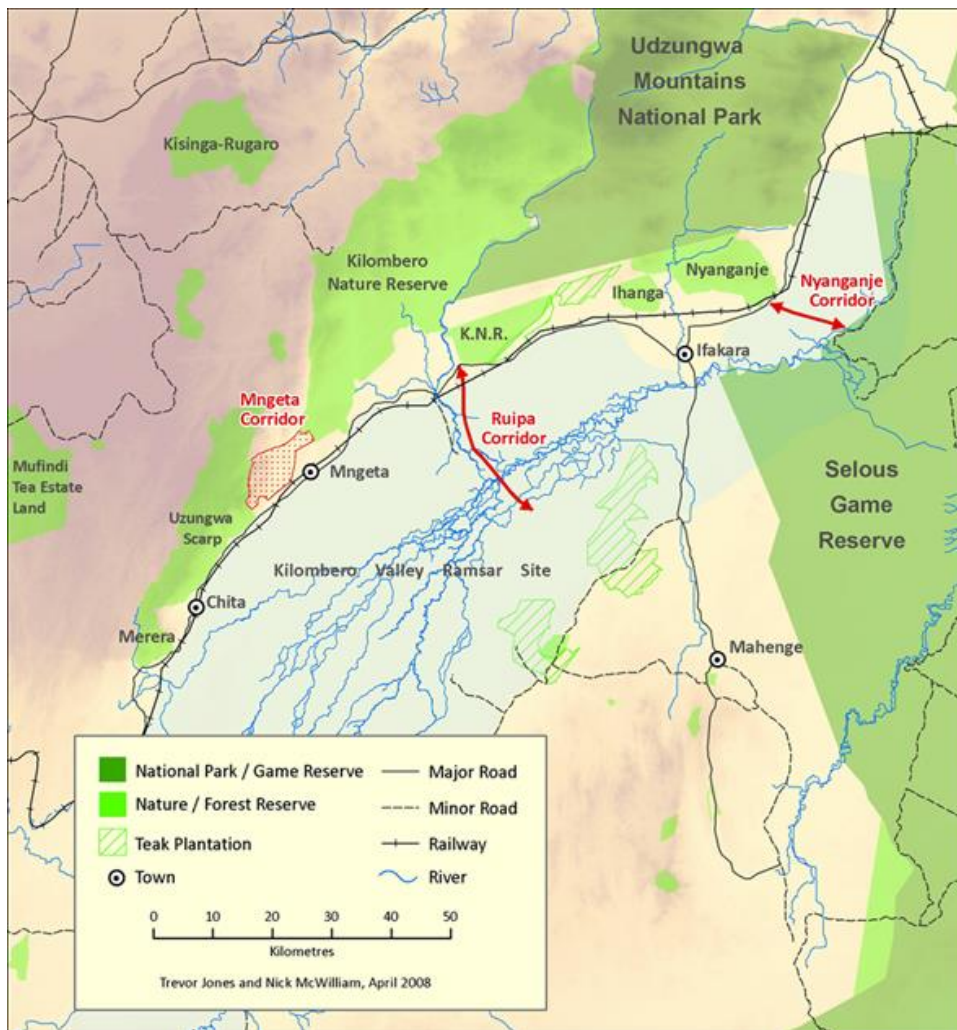 Udzungwa
Mountains
National Park
Kisinga-Rugaro
Kilombero
Nature Reserve
Nyanganje
Ihanga
Nyanganje
Corridor
K.N.R.
Ifakara
Mngeta
Corridor
Ruipa
Corridor
Mufindi
Tea Estate
Land
Mngeta
Selous
Game
Reserve
Uzungwa
Scarp
Kilombero Valley Ramsar Site
Chita
Merera
Mahenge
National Park / Game Reserve
Nature / Forest Reserve
Teak Plantation
Town
Major Road
Minor Road
Railway
River
0 10 20 30 40 50
Kilometres
Trevor Jones and Nick McWilliam, April 2008